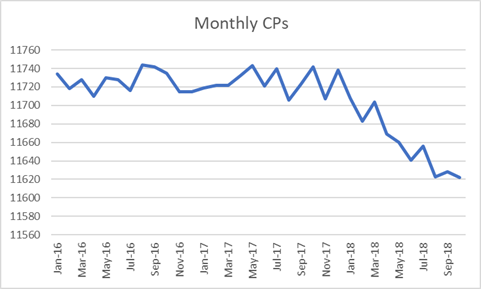 Monthly CPs
11760
11740
11720
11700
11680
11660
11640
11620
11600
11580
11560
Jan-16
Mar-16
May-16
Jul-16
Sep-16
Nov-16
Jan-17
Mar-17
May-17
Jul-17
Sep-17
Nov-17
Jan-18
Mar-18
May-18
Jul-18
Sep-18